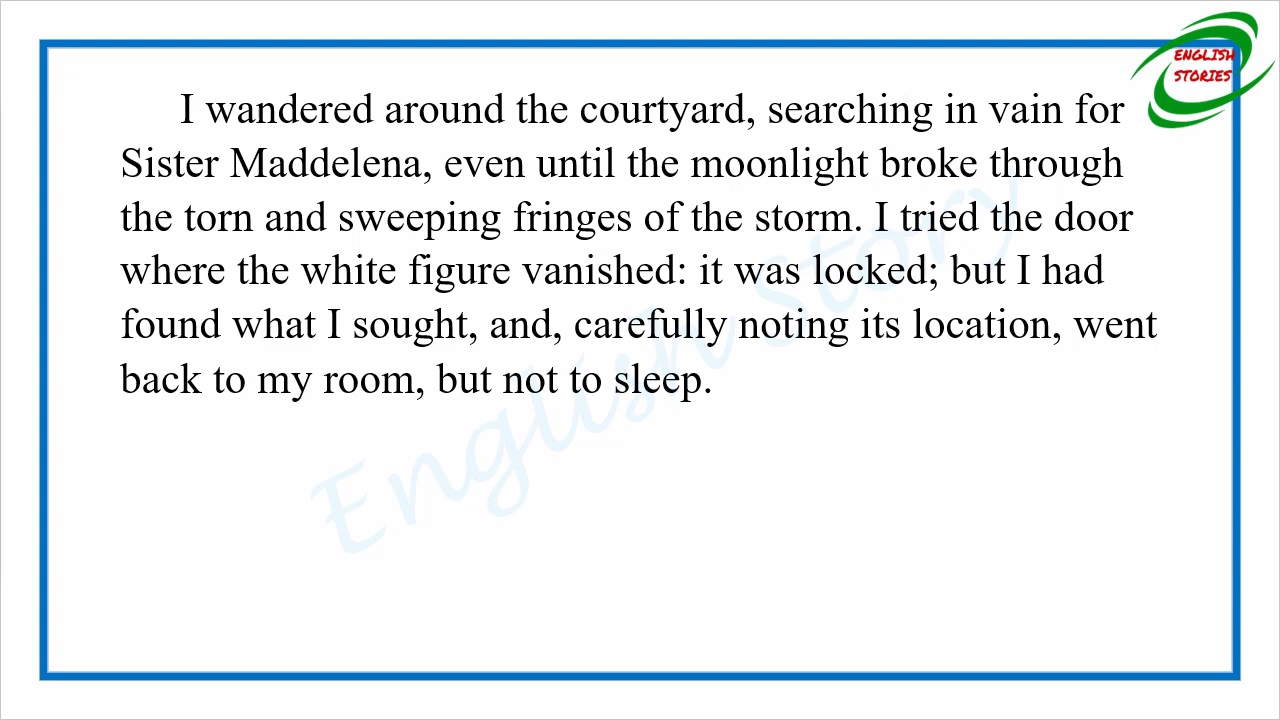 ENGLISH
STORIES
I wandered around the courtyard, searching in vain for
Sister Maddelena, even until the moonlight broke through
the torn and sweeping fringes of the storm. I tried the door
where the white figure vanished: it was locked; but I had
found what I sought, and, carefully noting its location, went
back to my room, but not to sleep.
English Story